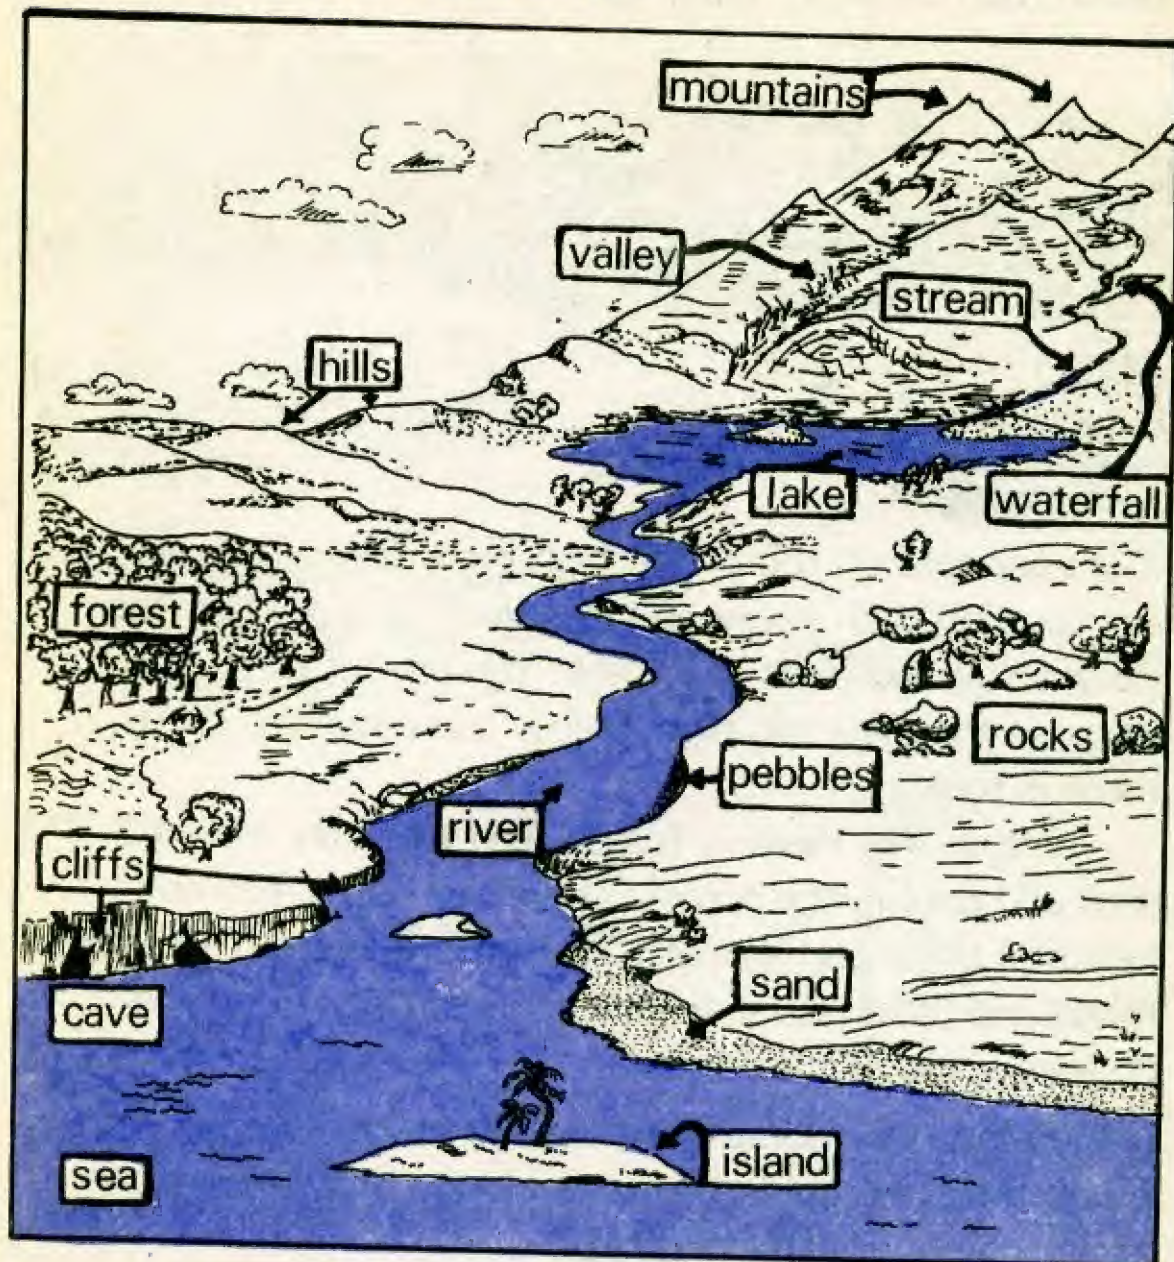 mountains
valley
stream
hills
lake
waterfall
forest
rocks
pebbles
river
cliffs
sand
cave
island
sea